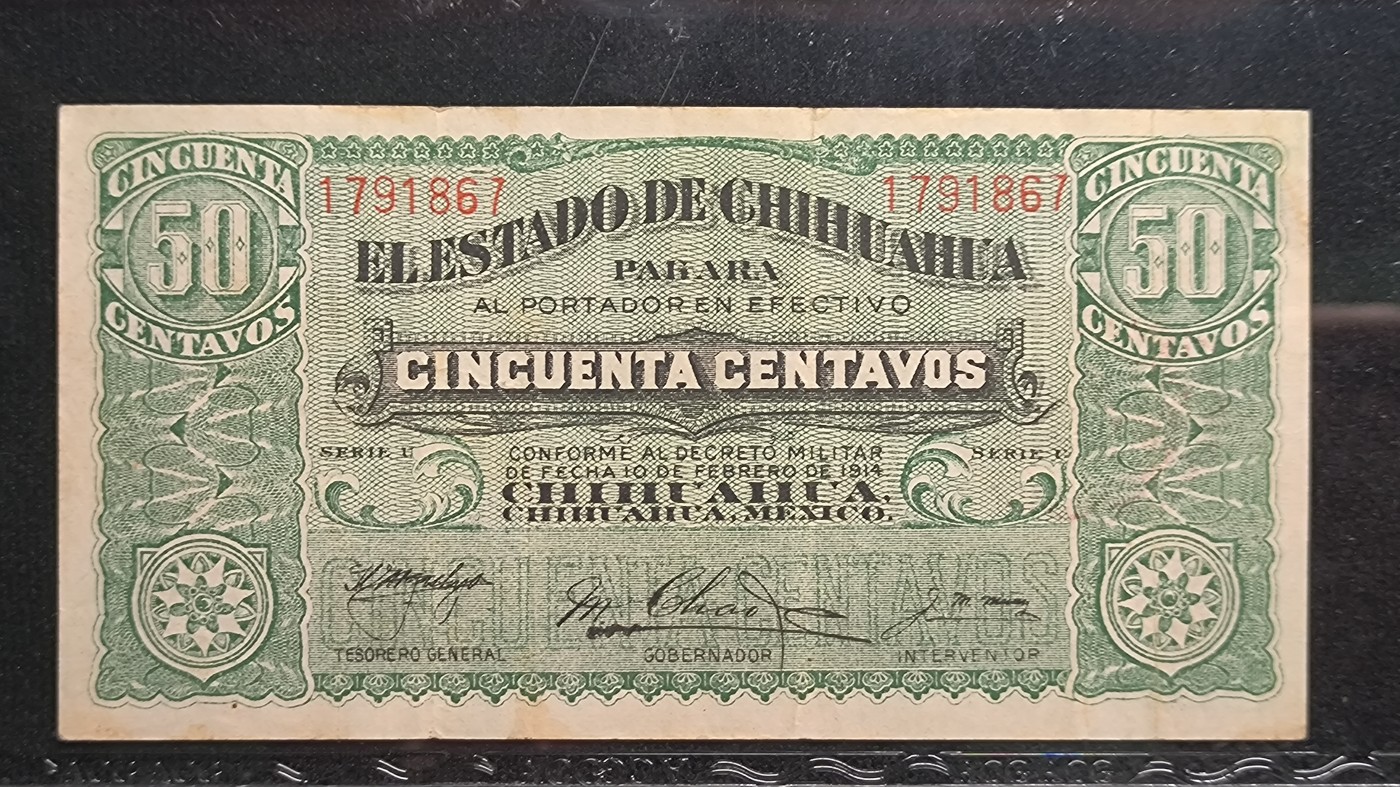 CINCUENTA
50
CENTAVOS
1791867
1791867
CINCUENTA
50
CENTAVOS
EL ESTADO DE CHIHUAHUA
PAGARA
AL PORTADOR EN EFECTIVO
CINCUENTA CENTAVOS
SERIE U
SERIE U
CONFORME AL DECRETO MILITAR
DE FECHA 10 DE FEBRERO DE 1914
CHIHUAHUA,
CHIHUAHUA, MEXICO.
CINCUENTA CENTAVOS
TESORERO GENERAL
GOBERNADOR
INTERVENTOR